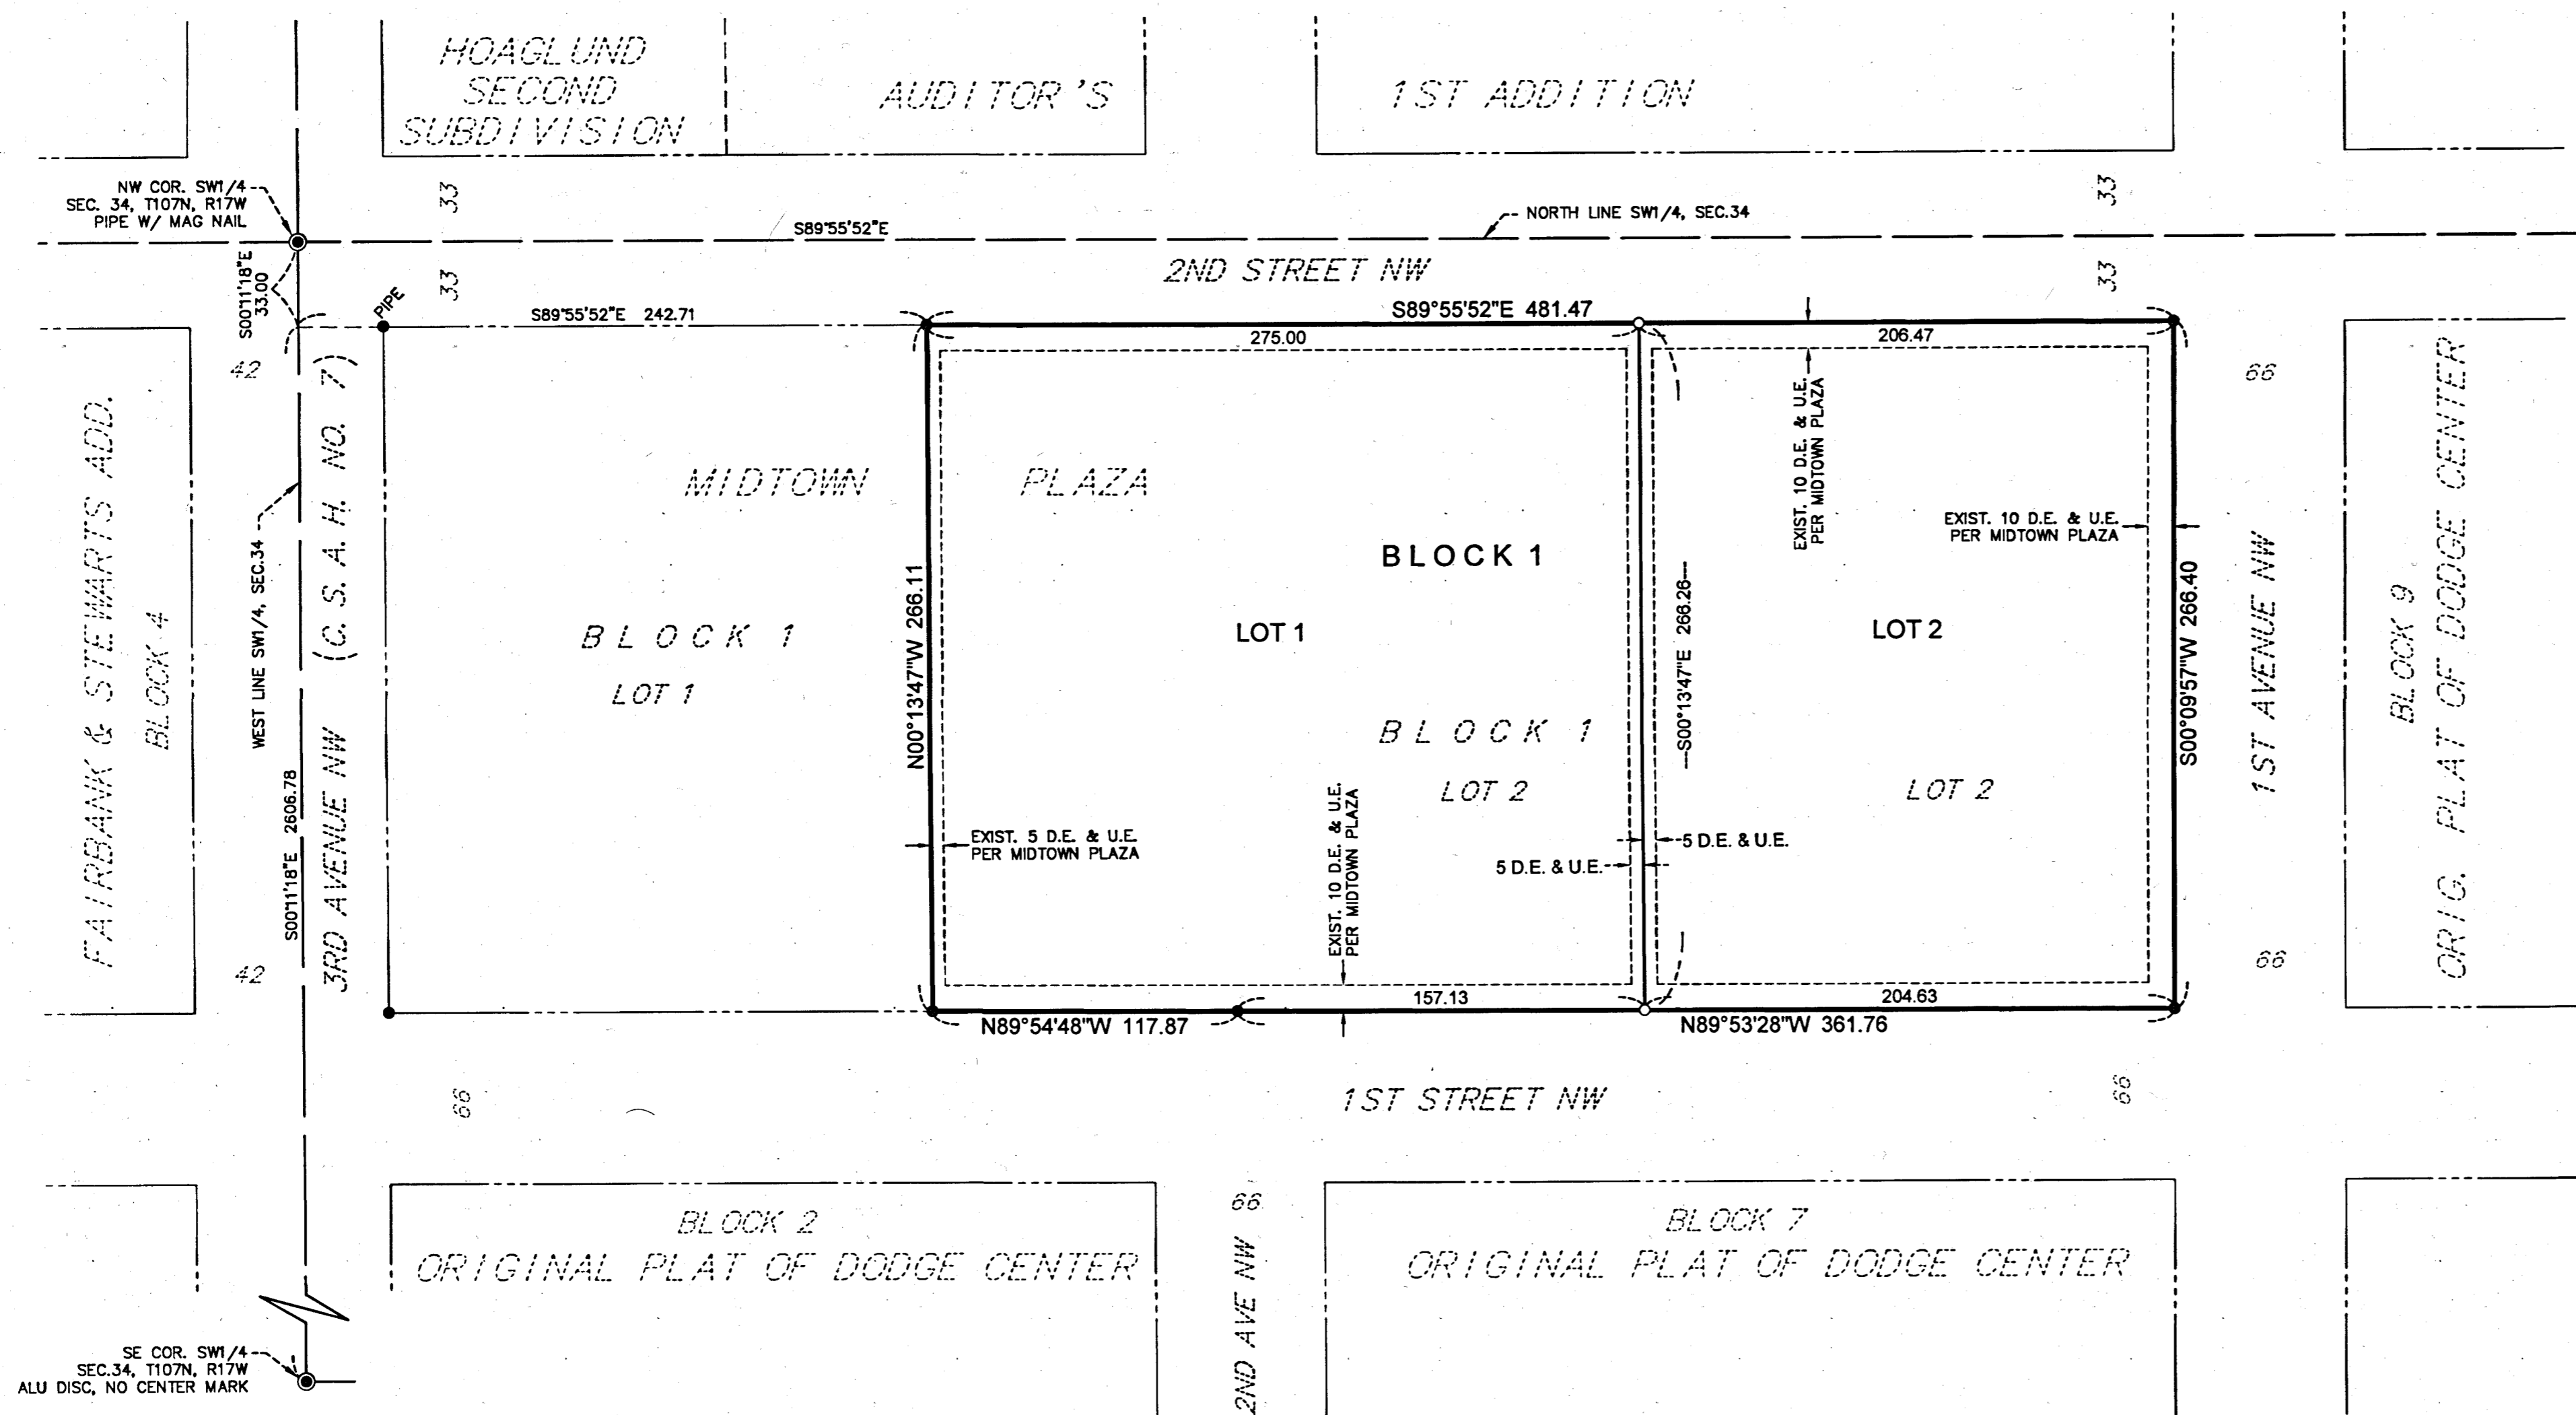 HOAGLUND
SECOND
SUBDIVISION
AUDITOR'S
1ST ADDITION
NW COR. SW1/4
SEC. 34, T107N, R17W
PIPE W/ MAG NAIL
33
33
S89°55'52"E
NORTH LINE SW1/4, SEC.34
2ND STREET NW
S00°11'18"E
33.00
33
33
PIPE
S89°55'52"E 242.71
S89°55'52"E 481.47
275.00
206.47
42
66
FAIRBANK & STEWARTS ADD.
BLOCK 4
WEST LINE SW1/4, SEC.34
S00°11'18"E 2606.78
3RD AVENUE NW (C. S. A. H. NO. 7)
MIDTOWN PLAZA
EXIST. 10 D.E. & U.E.
PER MIDTOWN PLAZA
EXIST. 10 D.E. & U.E.
PER MIDTOWN PLAZA
BLOCK 1
BLOCK 1
LOT 1
N00°13'47"W 266.11
LOT 1
LOT 2
S00°13'47"E 266.26
S00°09'57"W 266.40
1ST AVENUE NW
BLOCK 9
ORIG. PLAT OF DODGE CENTER
BLOCK 1
LOT 2
LOT 2
EXIST. 5 D.E. & U.E.
PER MIDTOWN PLAZA
EXIST. 10 D.E. & U.E.
PER MIDTOWN PLAZA
5 D.E. & U.E.
5 D.E. & U.E.
42
66
157.13
204.63
N89°54'48"W 117.87
N89°53'28"W 361.76
66
1ST STREET NW
66
BLOCK 2
ORIGINAL PLAT OF DODGE CENTER
66
2ND AVE NW
BLOCK 7
ORIGINAL PLAT OF DODGE CENTER
SE COR. SW1/4
SEC.34, T107N, R17W
ALU DISC, NO CENTER MARK